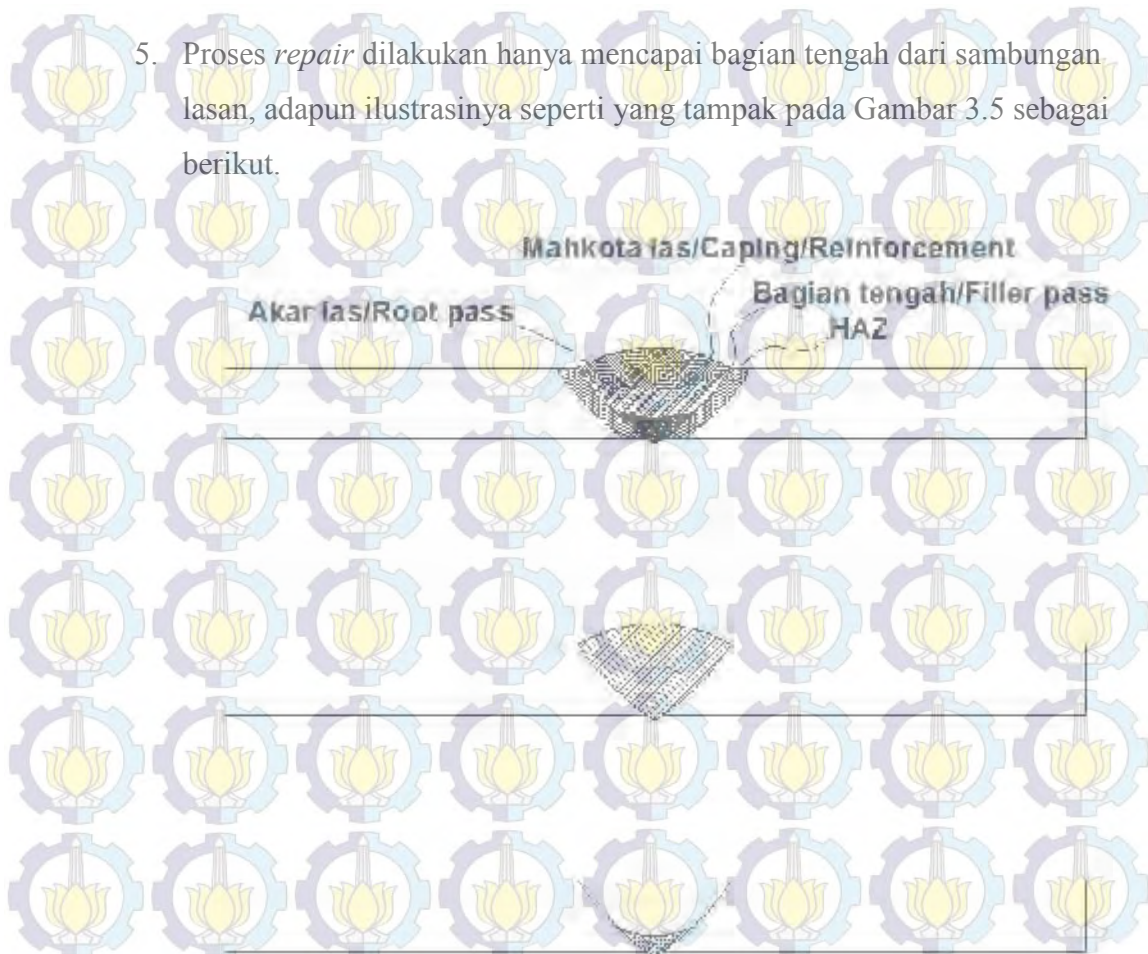 5. Proses repair dilakukan hanya mencapai bagian tengah dari sambungan
lasan, adapun ilustrasinya seperti yang tampak pada Gambar 3.5 sebagai
berikut.
Mahkota las/Caping/Reinforcement
Akar las/Root pass
Bagian tengah/Filler pass
HAZ